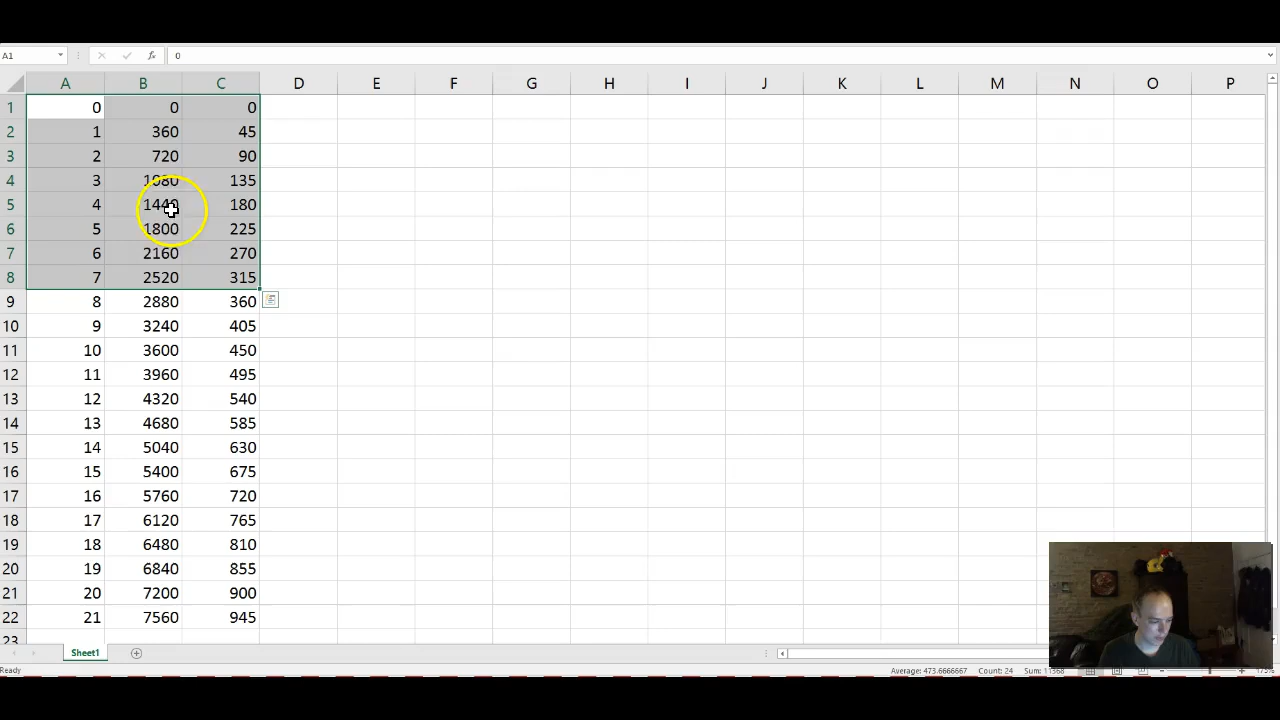 A1 0
A B C D E F G H I J K L M N O P
1 0 0 0
2 1 360 45
3 2 720 90
4 3 1080 135
5 4 1440 180
6 5 1800 225
7 6 2160 270
8 7 2520 315
9 8 2880 360
10 9 3240 405
11 10 3600 450
12 11 3960 495
13 12 4320 540
14 13 4680 585
15 14 5040 630
16 15 5400 675
17 16 5760 720
18 17 6120 765
19 18 6480 810
20 19 6840 855
21 20 7200 900
22 21 7560 945
23
Sheet1
Ready Average: 473.6666667 Count: 24 Sum: 11368